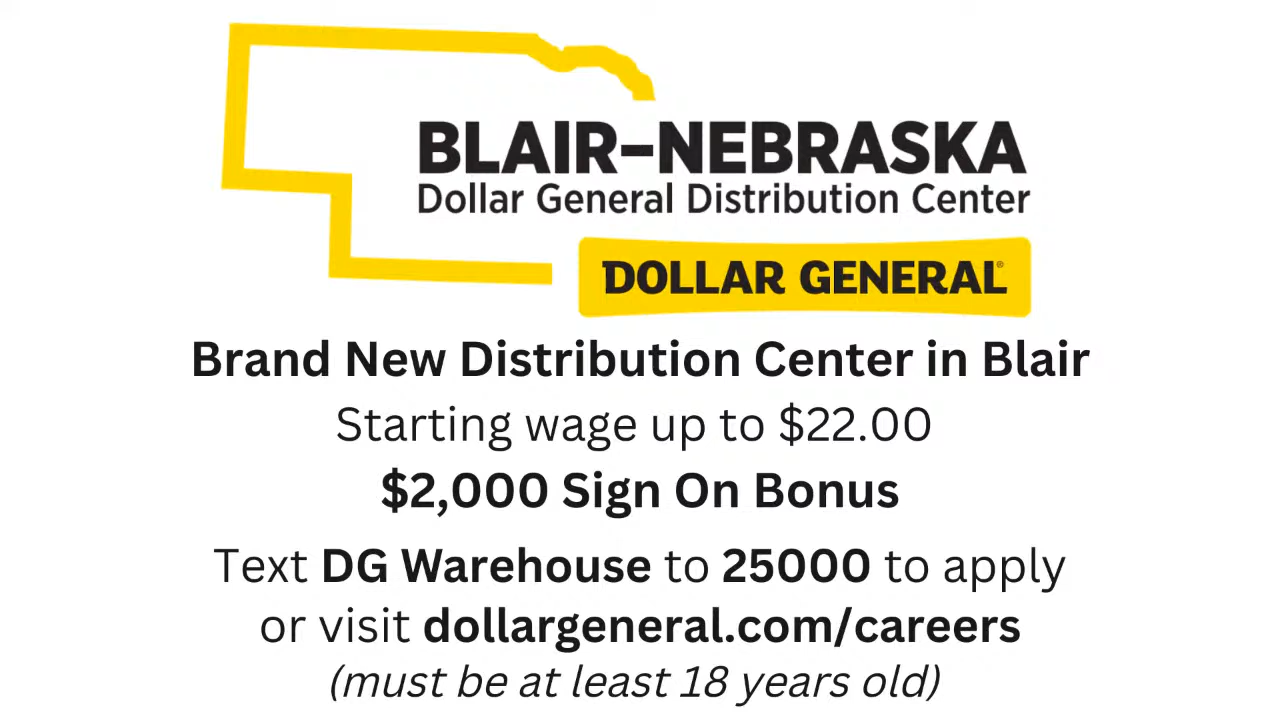 BLAIR–NEBRASKA
Dollar General Distribution Center
DOLLAR GENERAL®
Brand New Distribution Center in Blair
Starting wage up to $22.00
$2,000 Sign On Bonus
Text DG Warehouse to 25000 to apply
or visit dollargeneral.com/careers
(must be at least 18 years old)